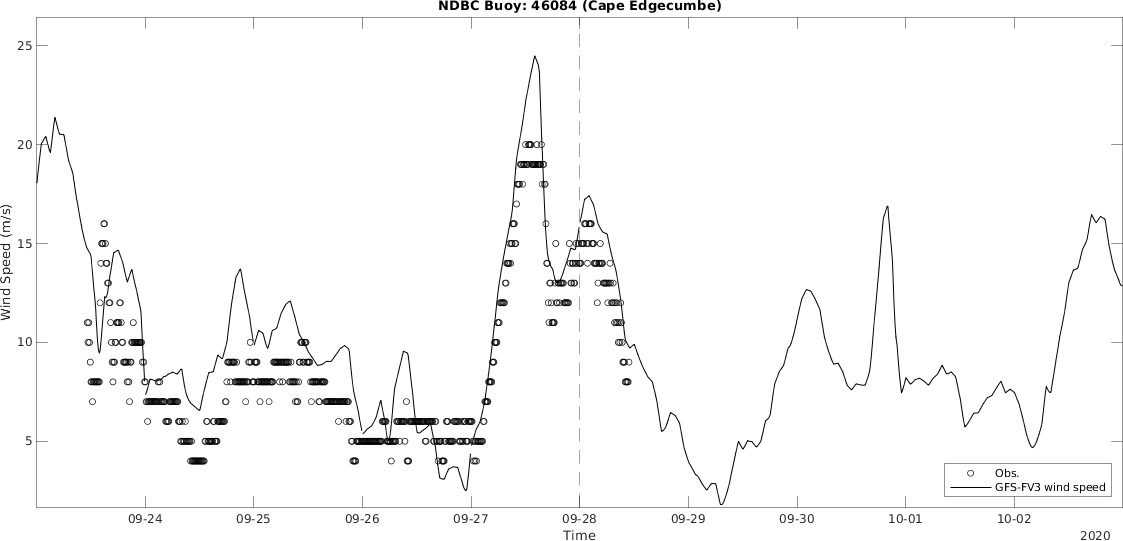 NDBC Buoy: 46084 (Cape Edgecumbe)
25
20
15
10
5
Wind Speed (m/s)
09-24 09-25 09-26 09-27 09-28 09-29 09-30 10-01 10-02
Time
2020
Obs.
GFS-FV3 wind speed